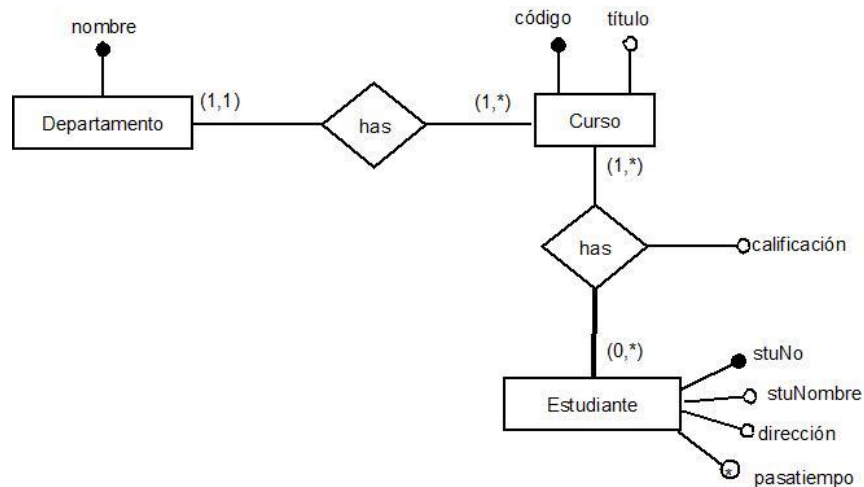 nombre
código título
(1,1) (1,*)
Departamento has Curso
(1,*)
has calificación
(0,*)
stuNo
stuNombre
Estudiante
dirección
*
pasatiempo